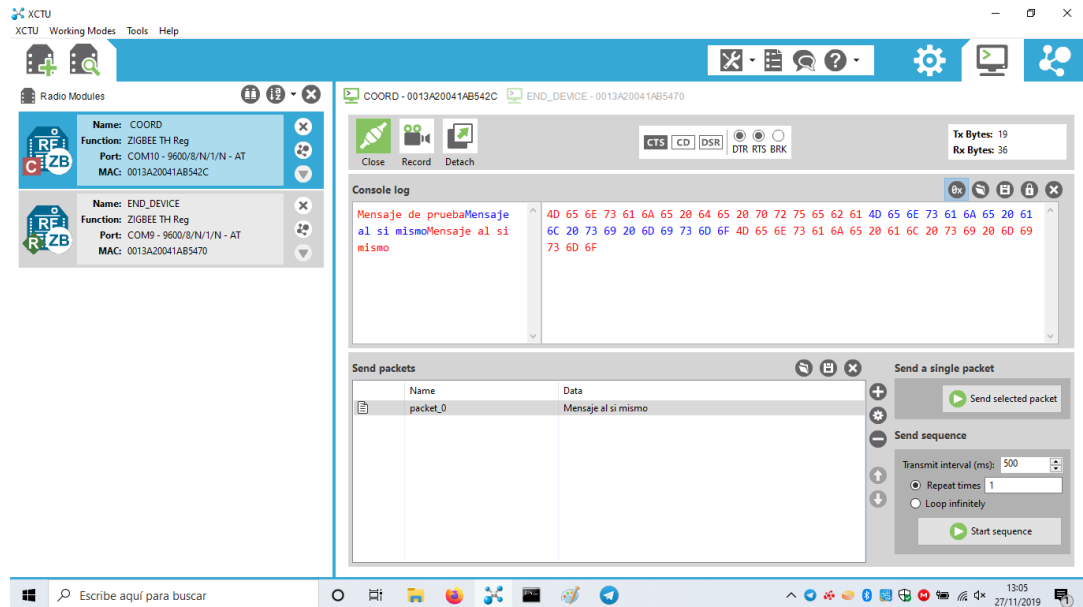 XCTU
XCTU Working Modes Tools Help
Radio Modules
Name: COORD
Function: ZIGBEE TH Reg
Port: COM10 - 9600/8/N/1/N - AT
MAC: 0013A20041AB542C
RF
C ZB
Name: END_DEVICE
Function: ZIGBEE TH Reg
Port: COM9 - 9600/8/N/1/N - AT
MAC: 0013A20041AB5470
RF
R ZB
COORD - 0013A20041AB542C END_DEVICE - 0013A20041AB5470
Close Record Detach
CTS CD DSR DTR RTS BRK
Tx Bytes: 19
Rx Bytes: 36
Console log
0x
Mensaje de pruebaMensaje
al si mismoMensaje al si
mismo
4D 65 6E 73 61 6A 65 20 64 65 20 70 72 75 65 62 61 4D 65 6E 73 61 6A 65 20 61
6C 20 73 69 20 6D 69 73 6D 6F 4D 65 6E 73 61 6A 65 20 61 6C 20 73 69 20 6D 69
73 6D 6F
Send packets
Name Data
packet_0 Mensaje al si mismo
Send a single packet
Send selected packet
Send sequence
Transmit interval (ms): 500
Repeat times 1
Loop infinitely
Start sequence
Escribe aquí para buscar
13:05
27/11/2019
1